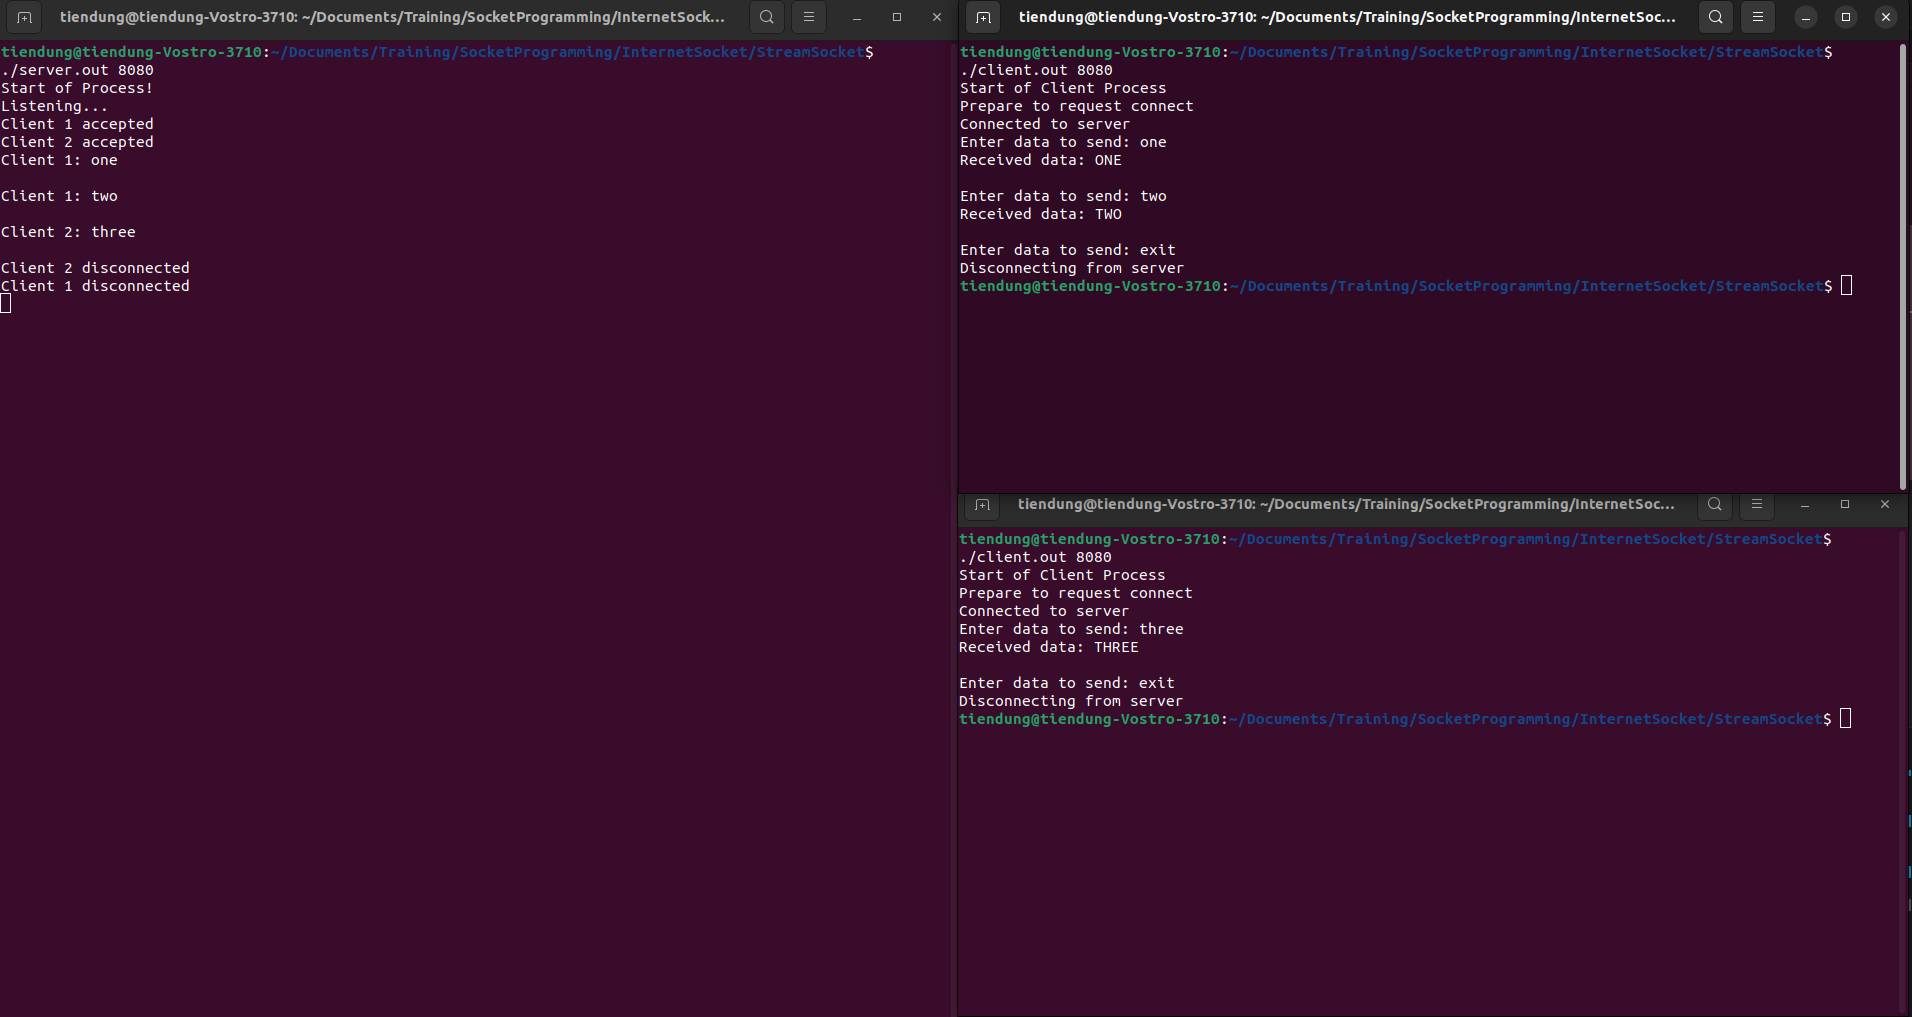 tiendung@tiendung-Vostro-3710: ~/Documents/Training/SocketProgramming/InternetSock...
tiendung@tiendung-Vostro-3710:~/Documents/Training/SocketProgramming/InternetSocket/StreamSocket$
./server.out 8080
Start of Process!
Listening...
Client 1 accepted
Client 2 accepted
Client 1: one
Client 1: two
Client 2: three
Client 2 disconnected
Client 1 disconnected
tiendung@tiendung-Vostro-3710: ~/Documents/Training/SocketProgramming/InternetSoc...
tiendung@tiendung-Vostro-3710:~/Documents/Training/SocketProgramming/InternetSocket/StreamSocket$
./client.out 8080
Start of Client Process
Prepare to request connect
Connected to server
Enter data to send: one
Received data: ONE
Enter data to send: two
Received data: TWO
Enter data to send: exit
Disconnecting from server
tiendung@tiendung-Vostro-3710:~/Documents/Training/SocketProgramming/InternetSocket/StreamSocket$
tiendung@tiendung-Vostro-3710: ~/Documents/Training/SocketProgramming/InternetSoc...
tiendung@tiendung-Vostro-3710:~/Documents/Training/SocketProgramming/InternetSocket/StreamSocket$
./client.out 8080
Start of Client Process
Prepare to request connect
Connected to server
Enter data to send: three
Received data: THREE
Enter data to send: exit
Disconnecting from server
tiendung@tiendung-Vostro-3710:~/Documents/Training/SocketProgramming/InternetSocket/StreamSocket$